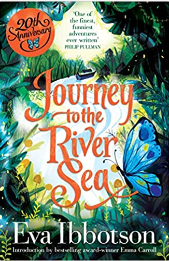 20th
Anniversary
'One of
the finest,
funniest
adventures
ever written'
PHILIP PULLMAN
Journey
to the
River
Sea
Eva Ibbotson
Introduction by bestselling award-winner Emma Carroll